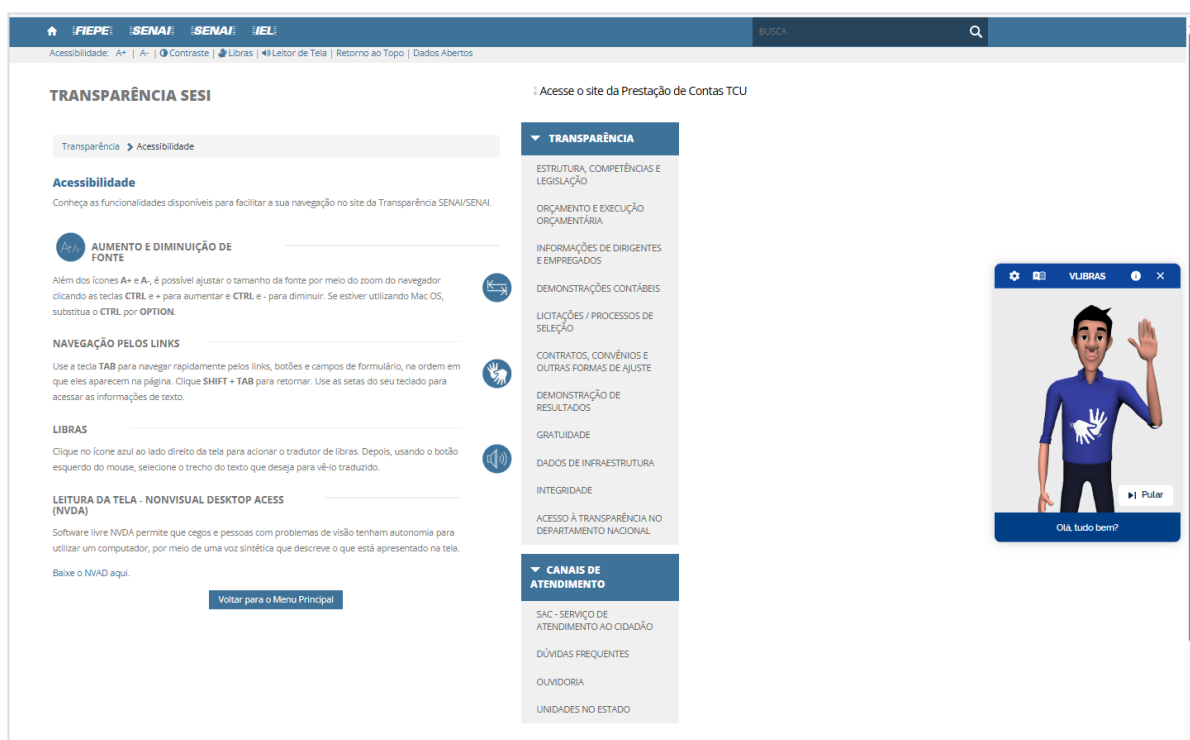 FIEPE SENAI SENAI IEL
BUSCA
Acessibilidade: A+ | A- | Contraste | Libras | Leitor de Tela | Retorno ao Topo | Dados Abertos
TRANSPARÊNCIA SESI
Acesse o site da Prestação de Contas TCU
Transparência Acessibilidade
Acessibilidade
Conheça as funcionalidades disponíveis para facilitar a sua navegação no site da Transparência SENAI/SENAI.
A+A-
AUMENTO E DIMINUIÇÃO DE
FONTE
Além dos ícones A+ e A-, é possível ajustar o tamanho da fonte por meio do zoom do navegador
clicando as teclas CTRL e + para aumentar e CTRL e - para diminuir. Se estiver utilizando Mac OS,
substitua o CTRL por OPTION.
NAVEGAÇÃO PELOS LINKS
Use a tecla TAB para navegar rapidamente pelos links, botões e campos de formulário, na ordem em
que eles aparecem na página. Clique SHIFT + TAB para retornar. Use as setas do seu teclado para
acessar as informações de texto.
LIBRAS
Clique no ícone azul ao lado direito da tela para acionar o tradutor de libras. Depois, usando o botão
esquerdo do mouse, selecione o trecho do texto que deseja para vê-lo traduzido.
LEITURA DA TELA - NONVISUAL DESKTOP ACESS
(NVDA)
Software livre NVDA permite que cegos e pessoas com problemas de visão tenham autonomia para
utilizar um computador, por meio de uma voz sintética que descreve o que está apresentado na tela.
Baixe o NVAD aqui.
Voltar para o Menu Principal
TRANSPARÊNCIA
ESTRUTURA, COMPETÊNCIAS E
LEGISLAÇÃO
ORÇAMENTO E EXECUÇÃO
ORÇAMENTÁRIA
INFORMAÇÕES DE DIRIGENTES
E EMPREGADOS
DEMONSTRAÇÕES CONTÁBEIS
LICITAÇÕES / PROCESSOS DE
SELEÇÃO
CONTRATOS, CONVÊNIOS E
OUTRAS FORMAS DE AJUSTE
DEMONSTRAÇÃO DE
RESULTADOS
GRATUIDADE
DADOS DE INFRAESTRUTURA
INTEGRIDADE
ACESSO À TRANSPARÊNCIA NO
DEPARTAMENTO NACIONAL
CANAIS DE
ATENDIMENTO
SAC - SERVIÇO DE
ATENDIMENTO AO CIDADÃO
DÚVIDAS FREQUENTES
OUVIDORIA
UNIDADES NO ESTADO
VLIBRAS
Pular
Olá, tudo bem?